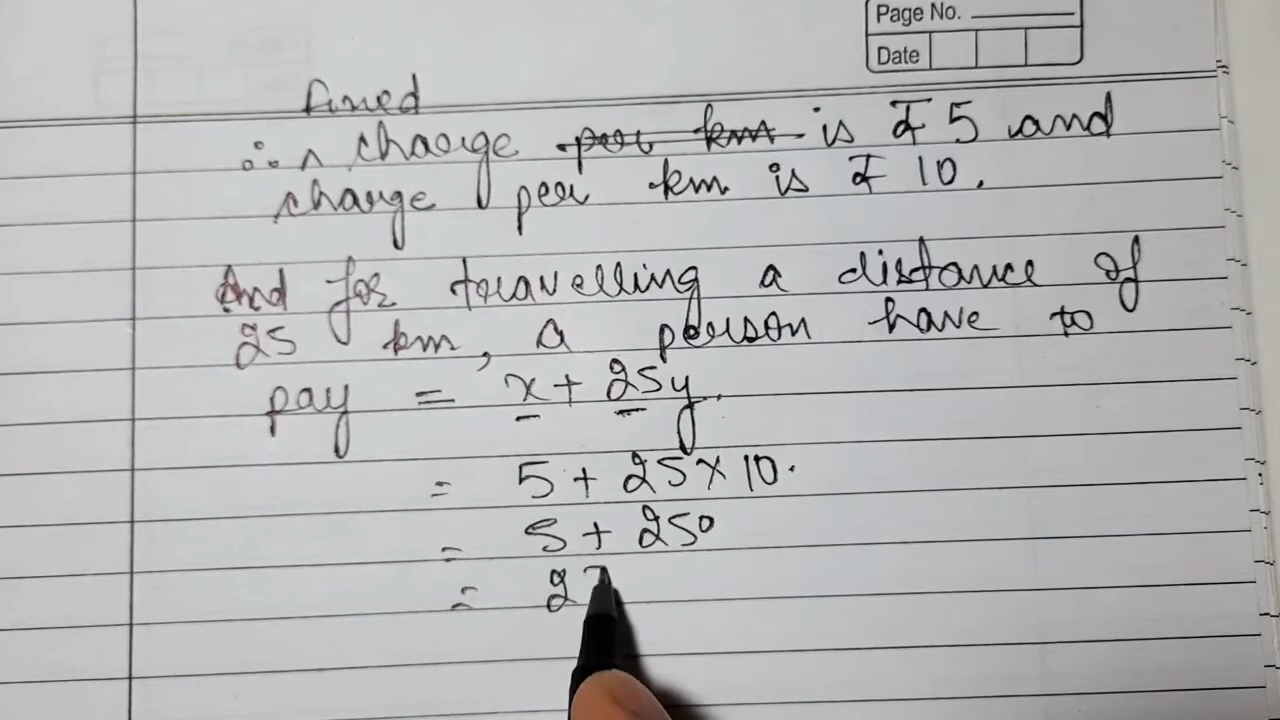 Page No.
Date
fixed
∴ ^ charge ~~per km~~ is ₹ 5 and
charge per km is ₹ 10.
And for travelling a distance of
25 km, a person have to
pay = x + 25y.
= 5 + 25×10.
= 5 + 250
= 2